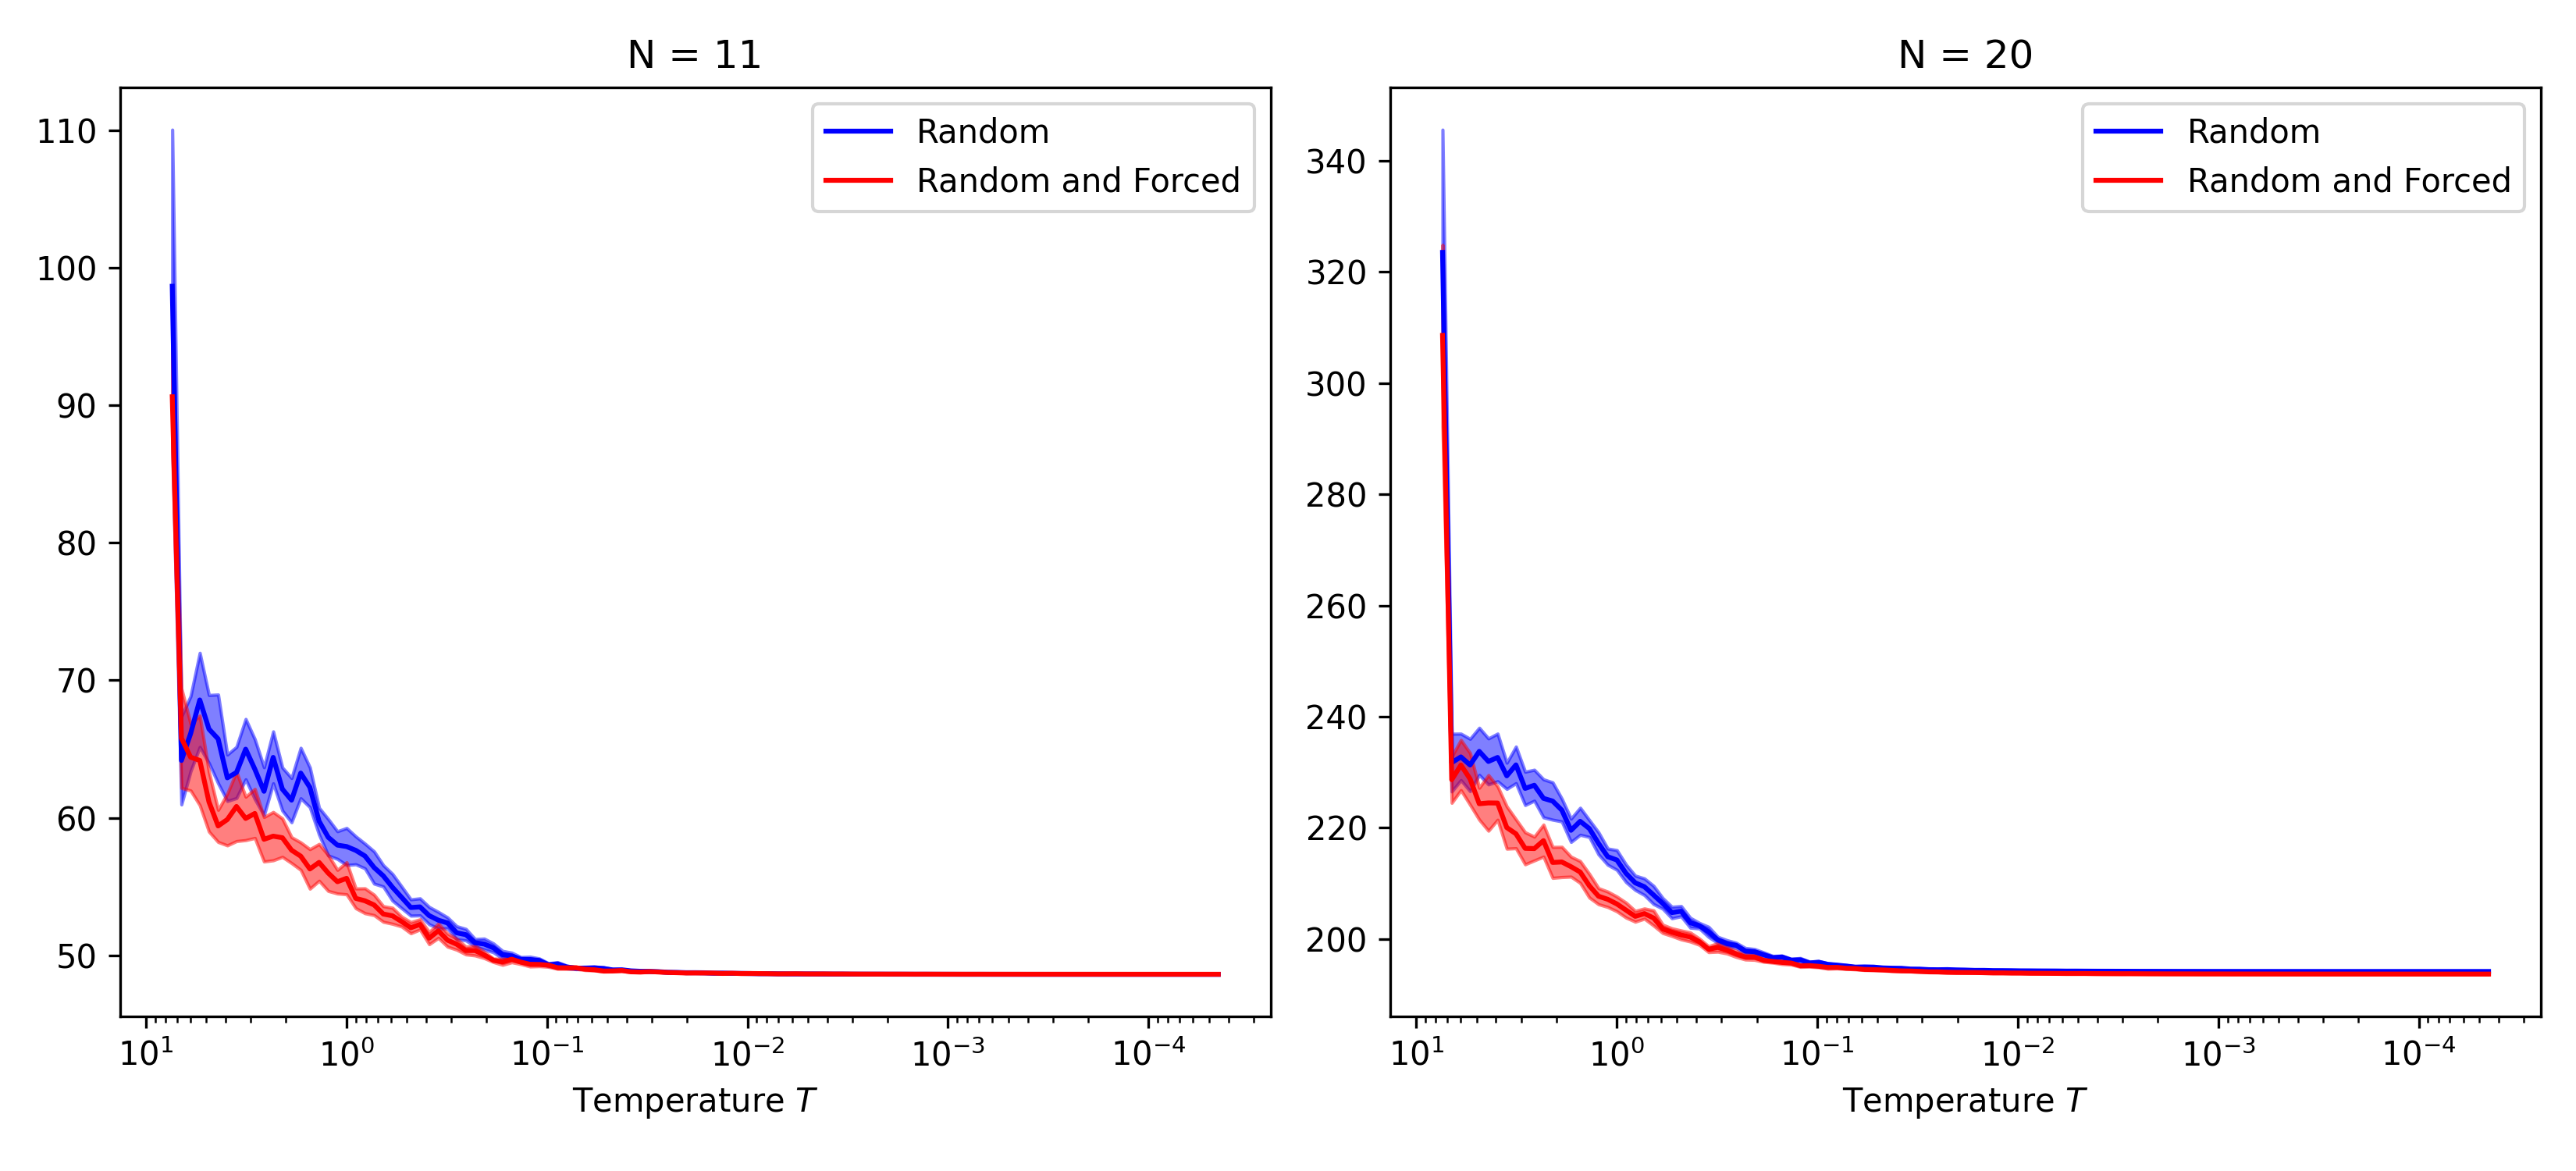 N = 11
110
100
90
80
70
60
50
Random
Random and Forced
10¹ 10⁰ 10⁻¹ 10⁻² 10⁻³ 10⁻⁴
Temperature T
N = 20
340
320
300
280
260
240
220
200
Random
Random and Forced
10¹ 10⁰ 10⁻¹ 10⁻² 10⁻³ 10⁻⁴
Temperature T